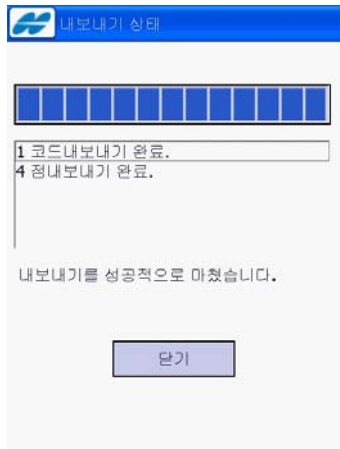 내보내기 상태
1 코드내보내기 완료.
4 점내보내기 완료.
내보내기를 성공적으로 마쳤습니다.
닫기